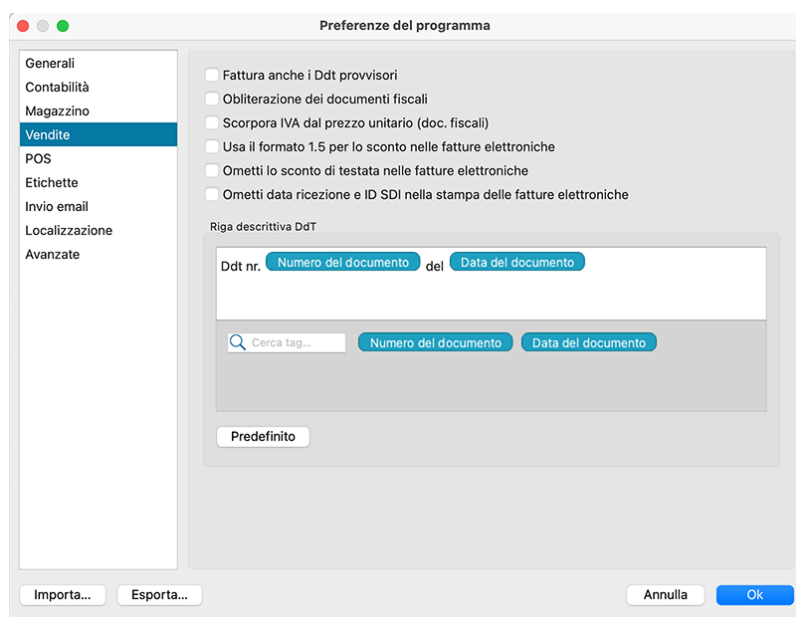 Preferenze del programma
Generali
Contabilità
Magazzino
Vendite
POS
Etichette
Invio email
Localizzazione
Avanzate
Fattura anche i Ddt provvisori
Obliterazione dei documenti fiscali
Scorpora IVA dal prezzo unitario (doc. fiscali)
Usa il formato 1.5 per lo sconto nelle fatture elettroniche
Ometti lo sconto di testata nelle fatture elettroniche
Ometti data ricezione e ID SDI nella stampa delle fatture elettroniche
Riga descrittiva DdT
Ddt nr. Numero del documento del Data del documento
Cerca tag... Numero del documento Data del documento
Predefinito
Importa... Esporta... Annulla Ok